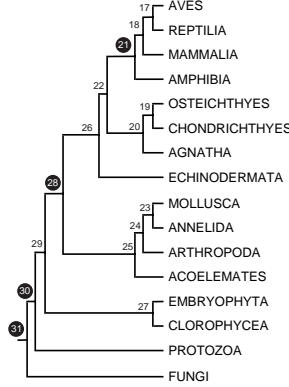 17 AVES
18 REPTILIA
21 MAMMALIA
AMPHIBIA
22
19 OSTEICHTHYES
20 CHONDRICHTHYES
AGNATHA
26
ECHINODERMATA
28
23 MOLLUSCA
24 ANNELIDA
25 ARTHROPODA
ACOELEMATES
29
27 EMBRYOPHYTA
CLOROPHYCEA
30
PROTOZOA
31
FUNGI